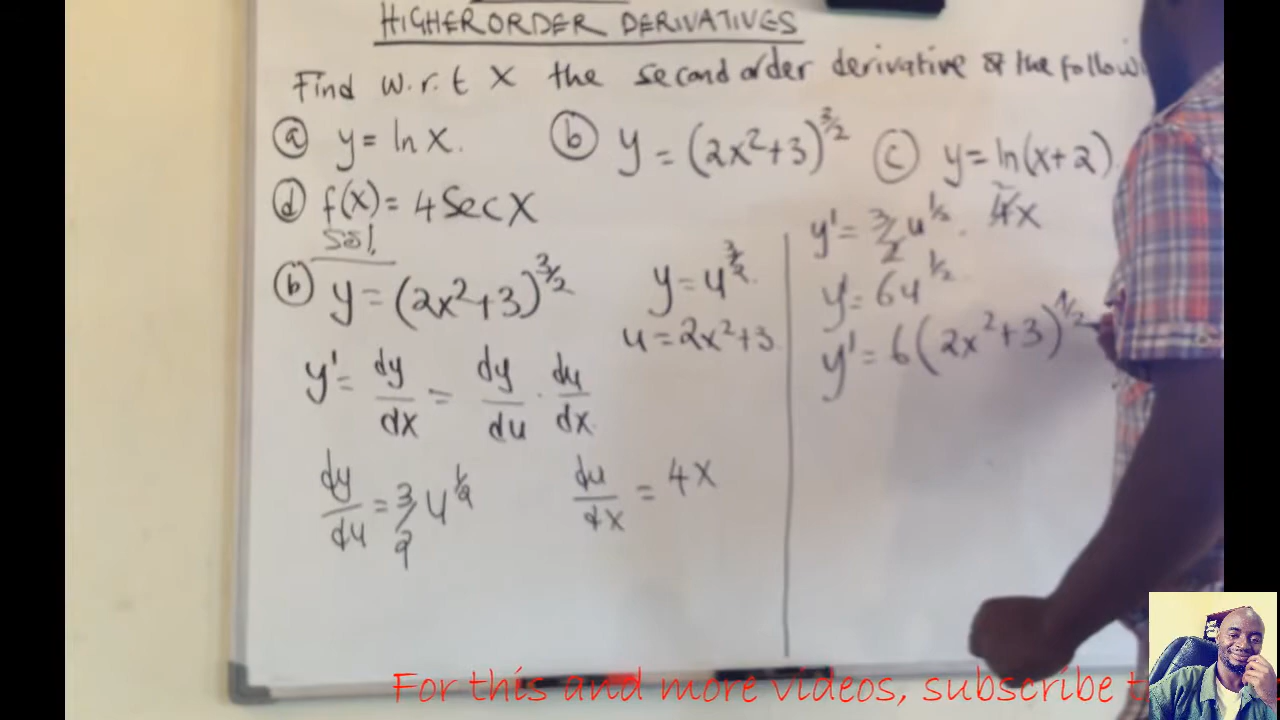 HIGHER ORDER DERIVATIVES
Find w.r.t x the second order derivative of the follow
(a) y = ln x.
(b) y = (2x²+3)^3/2
(c) y = ln(x+2)
(d) f(x) = 4 Sec x
Sol
(b) y = (2x²+3)^3/2
y = u^3/2.
u = 2x²+3.
y' = dy/dx = dy/du · du/dx
dy/du = 3/2 u^1/2
du/dx = 4x
y' = 3/2 u^1/2 . 4x
y' = 6u^1/2
y' = 6(2x²+3)^1/2
For this and more videos, subscribe t